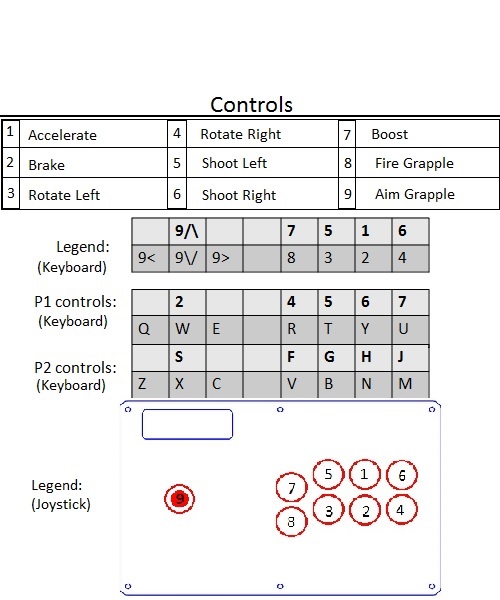 Controls
1 Accelerate 4 Rotate Right 7 Boost
2 Brake 5 Shoot Left 8 Fire Grapple
3 Rotate Left 6 Shoot Right 9 Aim Grapple
Legend:
(Keyboard)
9/\ 7 5 1 6
9< 9\/ 9> 8 3 2 4
P1 controls:
(Keyboard)
2 4 5 6 7
Q W E R T Y U
P2 controls:
(Keyboard)
S F G H J
Z X C V B N M
Legend:
(Joystick)
9
7 5 1 6
8 3 2 4